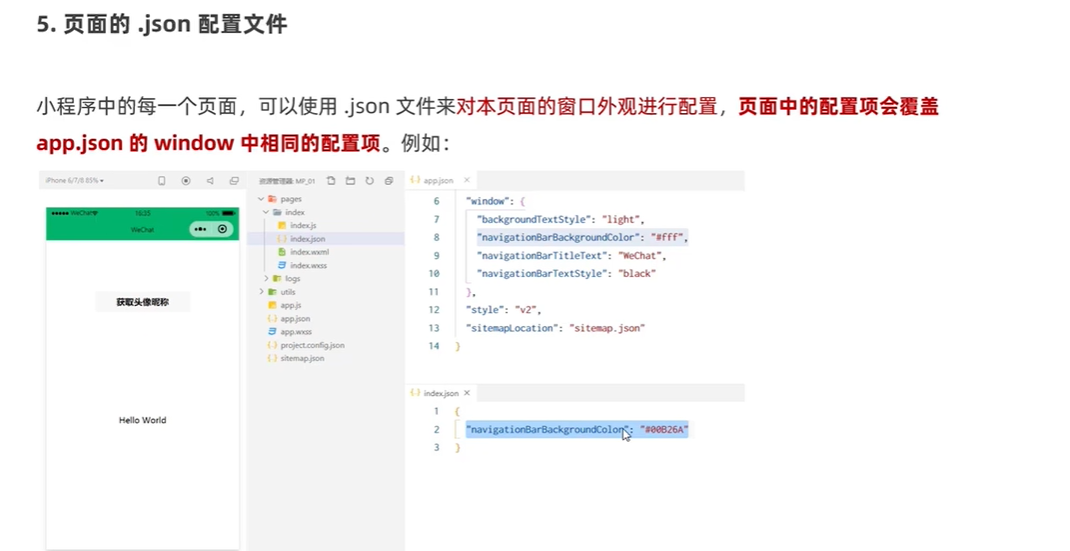 5. 页面的 .json 配置文件
小程序中的每一个页面，可以使用 .json 文件来对本页面的窗口外观进行配置，页面中的配置项会覆盖
app.json 的 window 中相同的配置项。例如：
iPhone 6/7/8 85%
资源管理器: MP_01
app.json
WeChat
10:35
100%
WeChat
获取头像昵称
Hello World
pages
index
index.js
index.json
index.wxml
index.wxss
logs
utils
app.js
app.json
app.wxss
project.config.json
sitemap.json
6 "window": {
7 "backgroundTextStyle": "light",
8 "navigationBarBackgroundColor": "#fff",
9 "navigationBarTitleText": "WeChat",
10 "navigationBarTextStyle": "black"
11 },
12 "style": "v2",
13 "sitemapLocation": "sitemap.json"
14 }
index.json
1 {
2 "navigationBarBackgroundColor": "#00B26A"
3 }